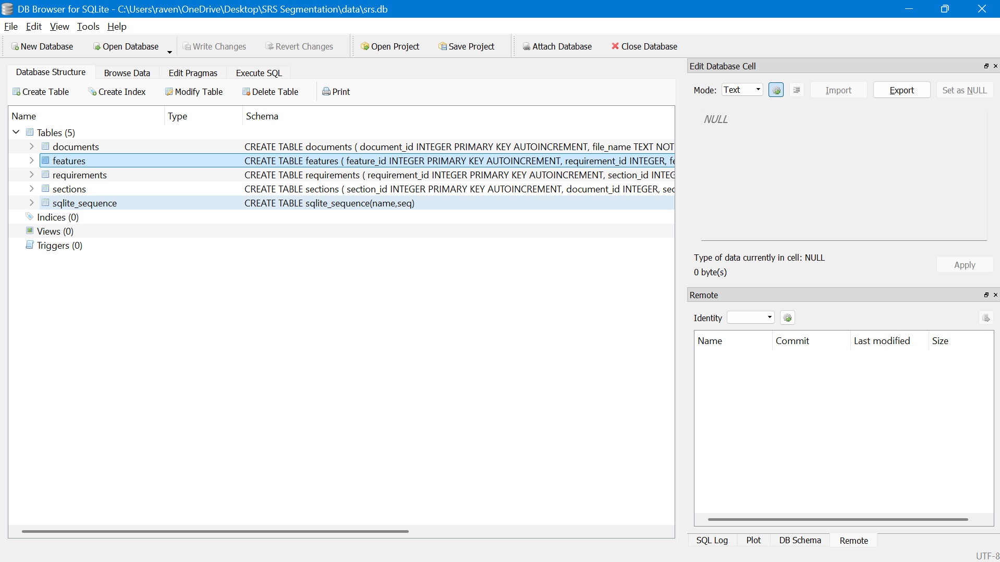 DB Browser for SQLite - C:\Users\raven\OneDrive\Desktop\SRS Segmentation\data\srs.db
File Edit View Tools Help
New Database Open Database Write Changes Revert Changes Open Project Save Project Attach Database Close Database
Database Structure Browse Data Edit Pragmas Execute SQL
Create Table Create Index Modify Table Delete Table Print
Name Type Schema
Tables (5)
documents CREATE TABLE documents ( document_id INTEGER PRIMARY KEY AUTOINCREMENT, file_name TEXT NOT
features CREATE TABLE features ( feature_id INTEGER PRIMARY KEY AUTOINCREMENT, requirement_id INTEGER, fe
requirements CREATE TABLE requirements ( requirement_id INTEGER PRIMARY KEY AUTOINCREMENT, section_id INTEG
sections CREATE TABLE sections ( section_id INTEGER PRIMARY KEY AUTOINCREMENT, document_id INTEGER, sec
sqlite_sequence CREATE TABLE sqlite_sequence(name,seq)
Indices (0)
Views (0)
Triggers (0)
Edit Database Cell
Mode: Text Import Export Set as NULL
NULL
Type of data currently in cell: NULL
0 byte(s)
Apply
Remote
Identity
Name Commit Last modified Size
SQL Log Plot DB Schema Remote
UTF-8